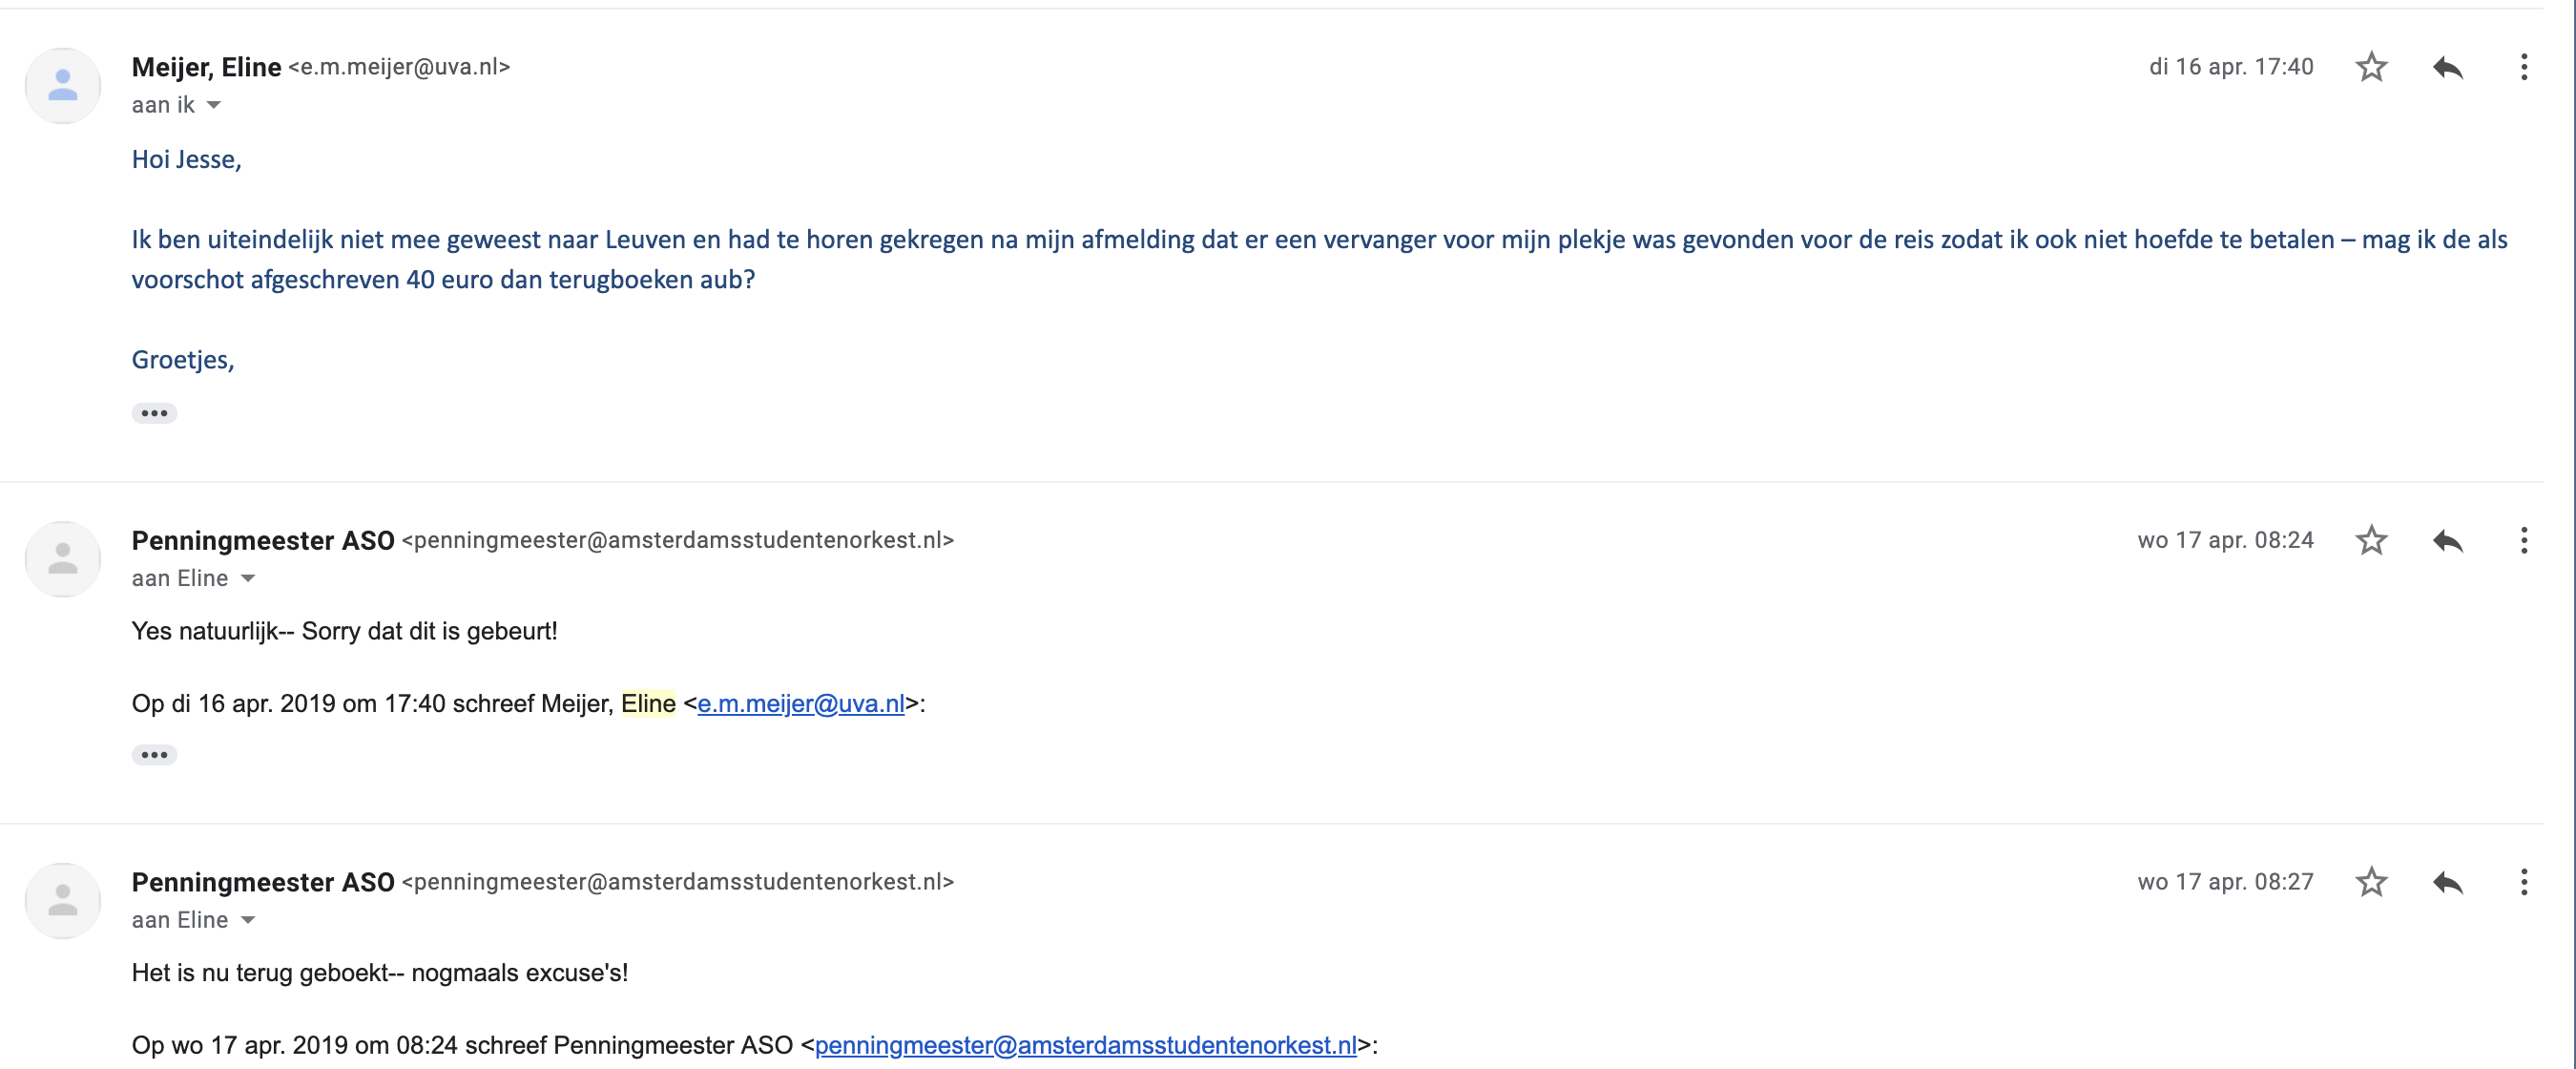 Meijer, Eline <e.m.meijer@uva.nl>
di 16 apr. 17:40
aan ik
Hoi Jesse,
Ik ben uiteindelijk niet mee geweest naar Leuven en had te horen gekregen na mijn afmelding dat er een vervanger voor mijn plekje was gevonden voor de reis zodat ik ook niet hoefde te betalen – mag ik de als
voorschot afgeschreven 40 euro dan terugboeken aub?
Groetjes,
Penningmeester ASO <penningmeester@amsterdamsstudentenorkest.nl>
wo 17 apr. 08:24
aan Eline
Yes natuurlijk-- Sorry dat dit is gebeurt!
Op di 16 apr. 2019 om 17:40 schreef Meijer, Eline <e.m.meijer@uva.nl>:
Penningmeester ASO <penningmeester@amsterdamsstudentenorkest.nl>
wo 17 apr. 08:27
aan Eline
Het is nu terug geboekt-- nogmaals excuse's!
Op wo 17 apr. 2019 om 08:24 schreef Penningmeester ASO <penningmeester@amsterdamsstudentenorkest.nl>: